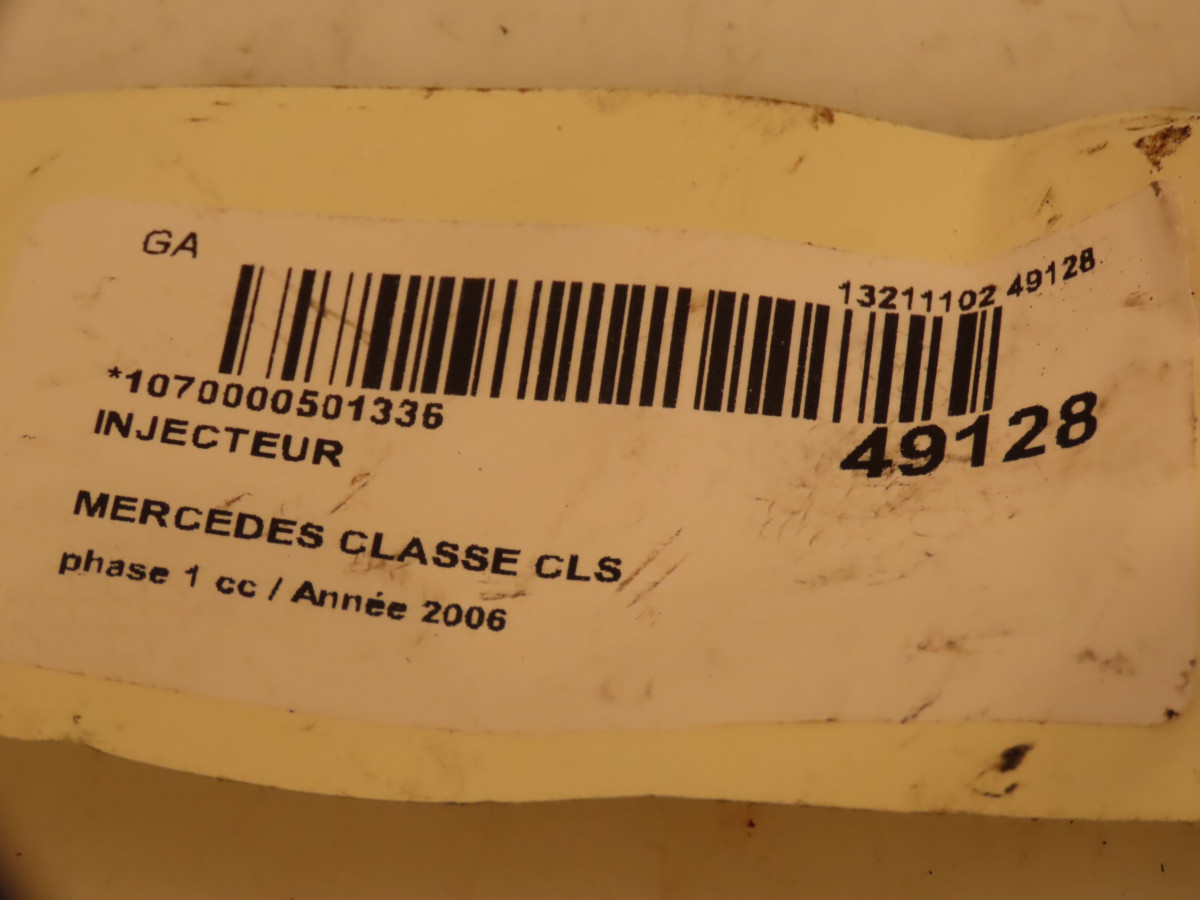 GA
13211102 49128
*1070000501336
49128
INJECTEUR
MERCEDES CLASSE CLS
phase 1 cc / Année 2006